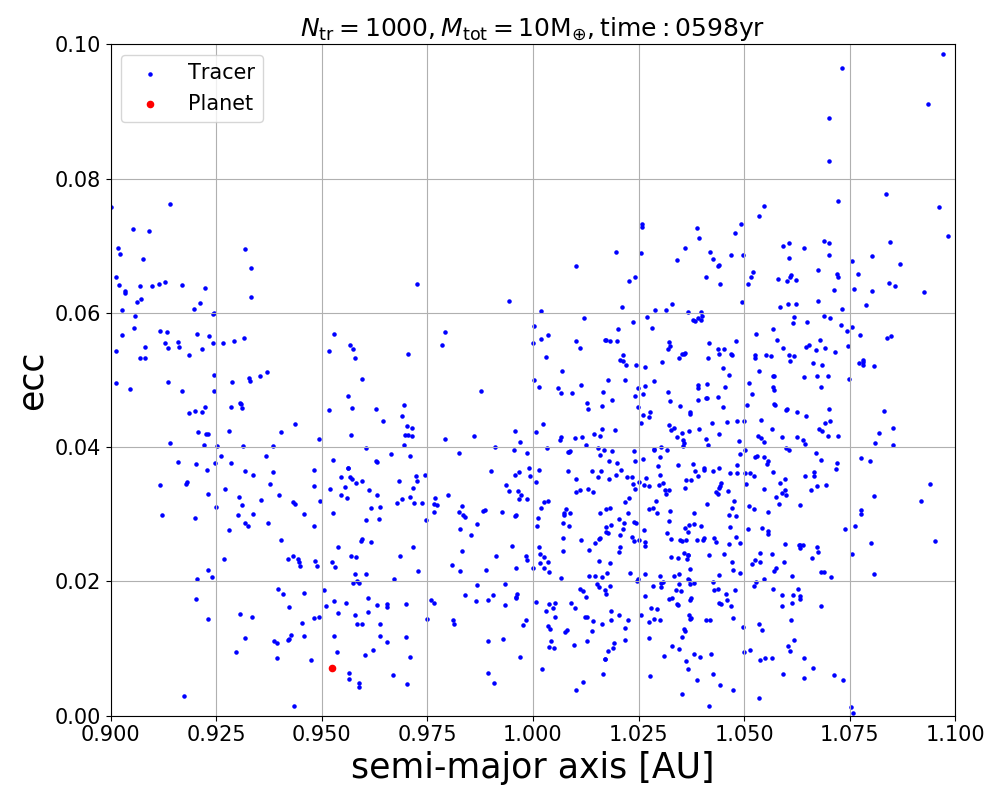 N_tr = 1000, M_tot = 10M_⊕, time : 0598yr
Tracer
Planet
ecc
0.10
0.08
0.06
0.04
0.02
0.00
0.900 0.925 0.950 0.975 1.000 1.025 1.050 1.075 1.100
semi-major axis [AU]